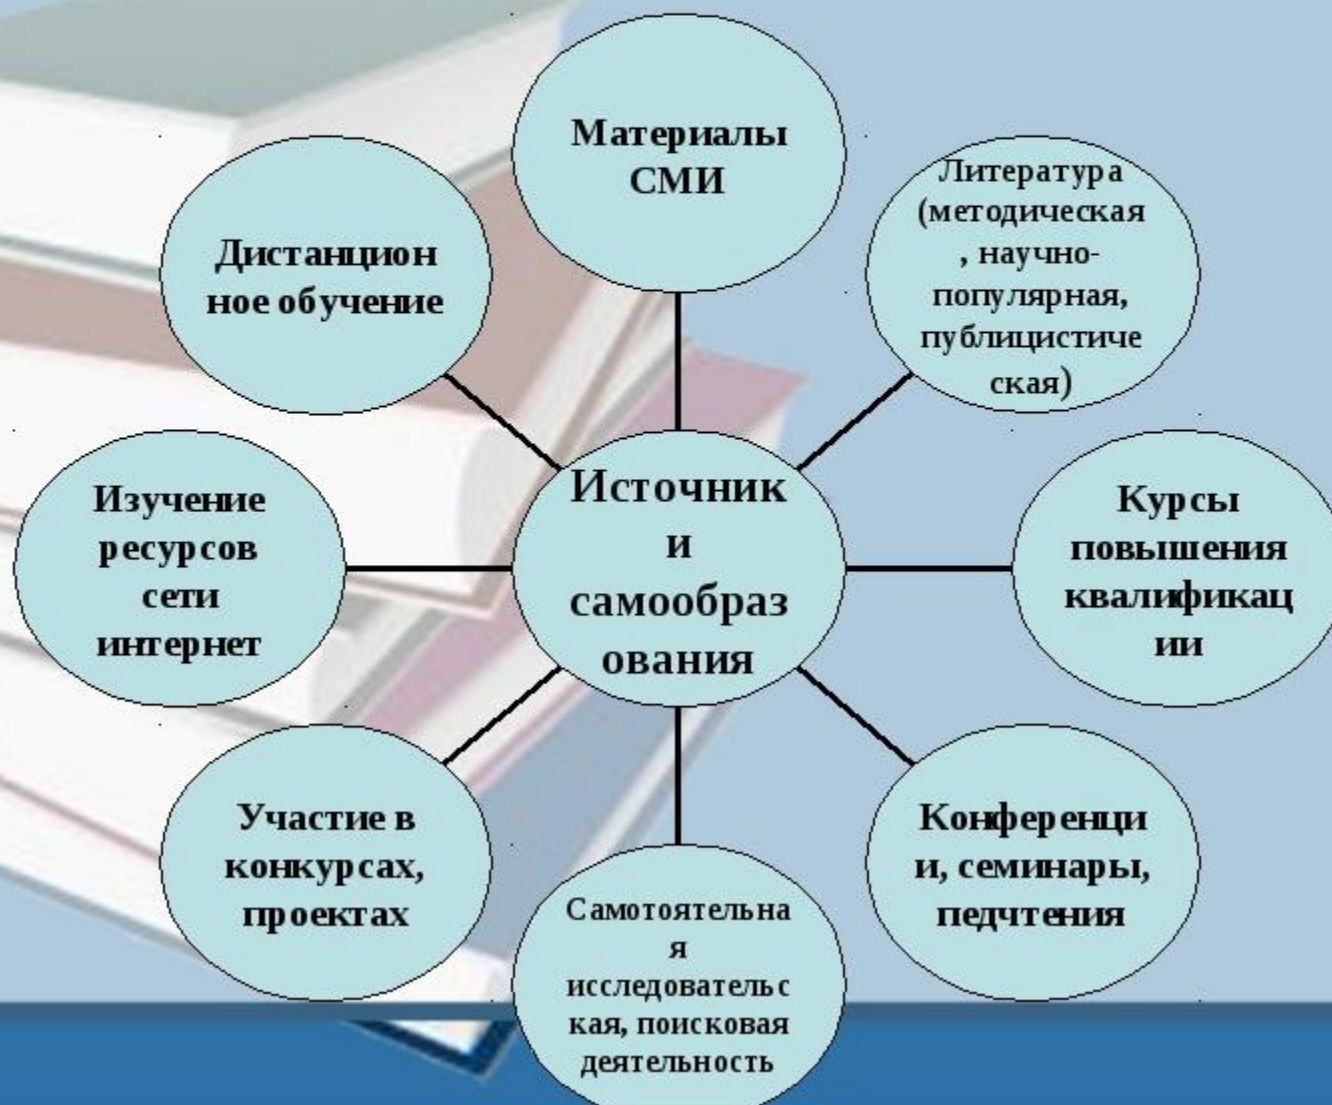 Материалы
СМИ
Литература
(методическая
, научно-
популярная,
публицистиче
ская)
Курсы
повышения
квалификац
ии
Конференци
и, семинары,
педчтения
Самотоятельна
я
исследовательс
кая, поисковая
деятельность
Участие в
конкурсах,
проектах
Изучение
ресурсов
сети
интернет
Дистанцион
ное обучение
Источник
и
самообраз
ования